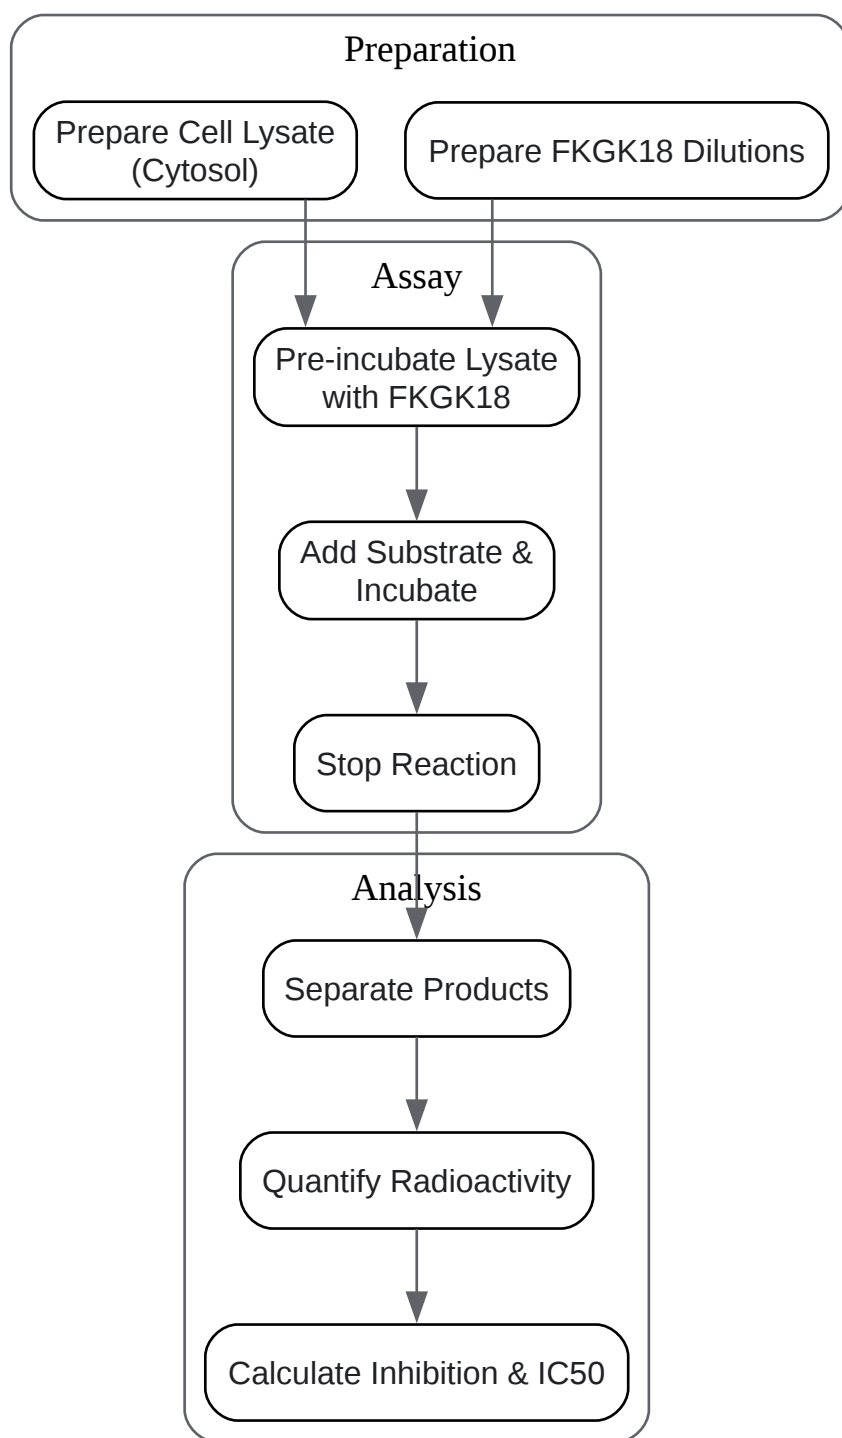 Preparation
Prepare Cell Lysate
(Cytosol)
Prepare FKGK18 Dilutions
Assay
Pre-incubate Lysate
with FKGK18
Add Substrate &
Incubate
Stop Reaction
Analysis
Separate Products
Quantify Radioactivity
Calculate Inhibition & IC50